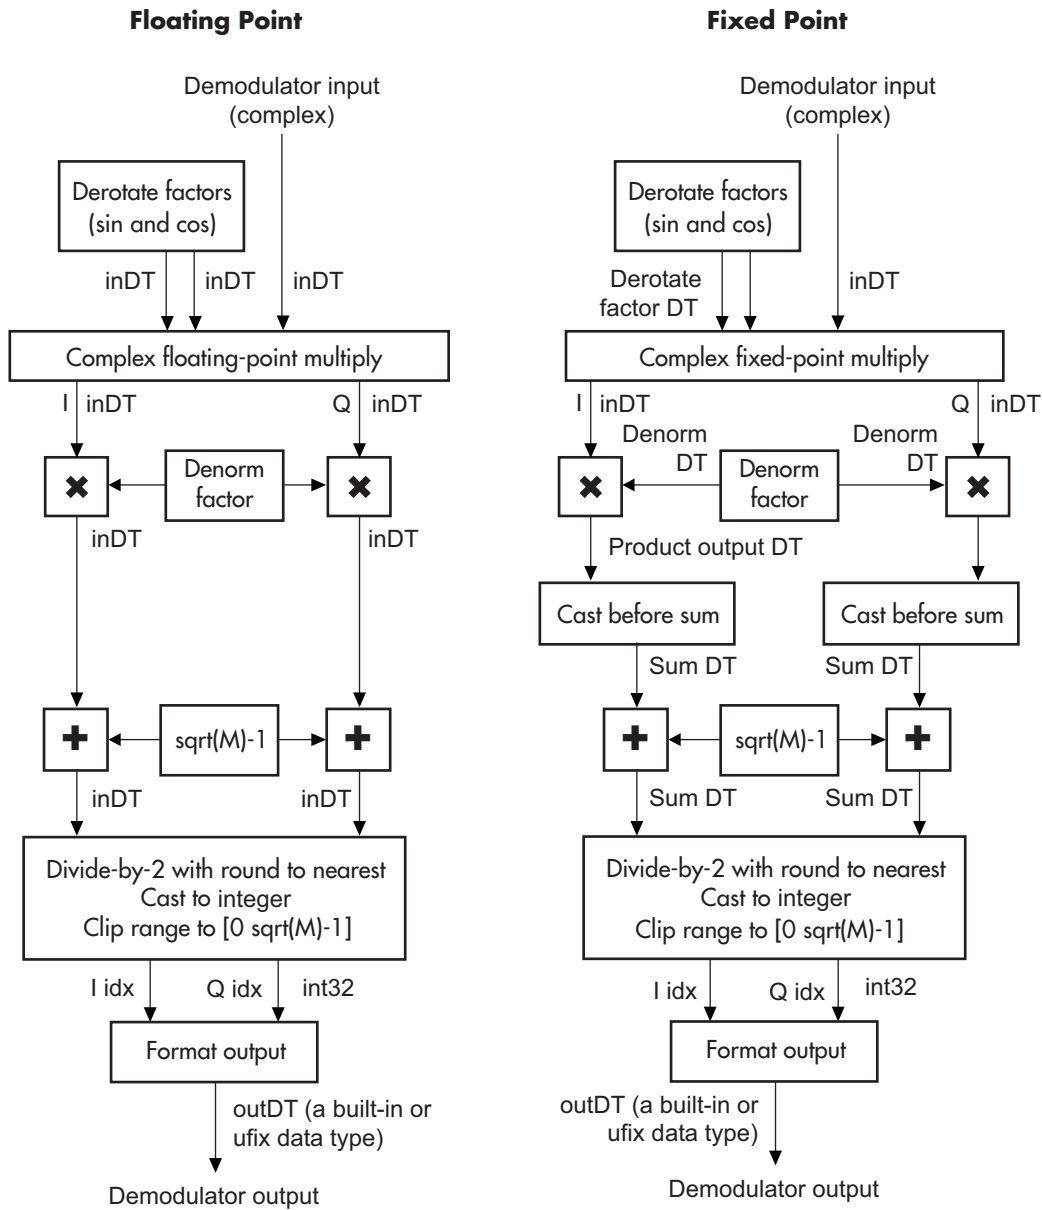 Floating Point
Demodulator input
(complex)
Derotate factors
(sin and cos)
inDT
inDT
inDT
Complex floating-point multiply
I
inDT
Q
inDT
Denorm
factor
inDT
inDT
sqrt(M)-1
inDT
inDT
Divide-by-2 with round to nearest
Cast to integer
Clip range to [0 sqrt(M)-1]
I idx
Q idx
int32
Format output
outDT (a built-in or
ufix data type)
Demodulator output
Fixed Point
Demodulator input
(complex)
Derotate factors
(sin and cos)
Derotate
factor DT
inDT
Complex fixed-point multiply
I
inDT
Q
inDT
Denorm
DT
Denorm
factor
Denorm
DT
Product output DT
Cast before sum
Cast before sum
Sum DT
Sum DT
sqrt(M)-1
Sum DT
Sum DT
Divide-by-2 with round to nearest
Cast to integer
Clip range to [0 sqrt(M)-1]
I idx
Q idx
int32
Format output
outDT (a built-in or
ufix data type)
Demodulator output